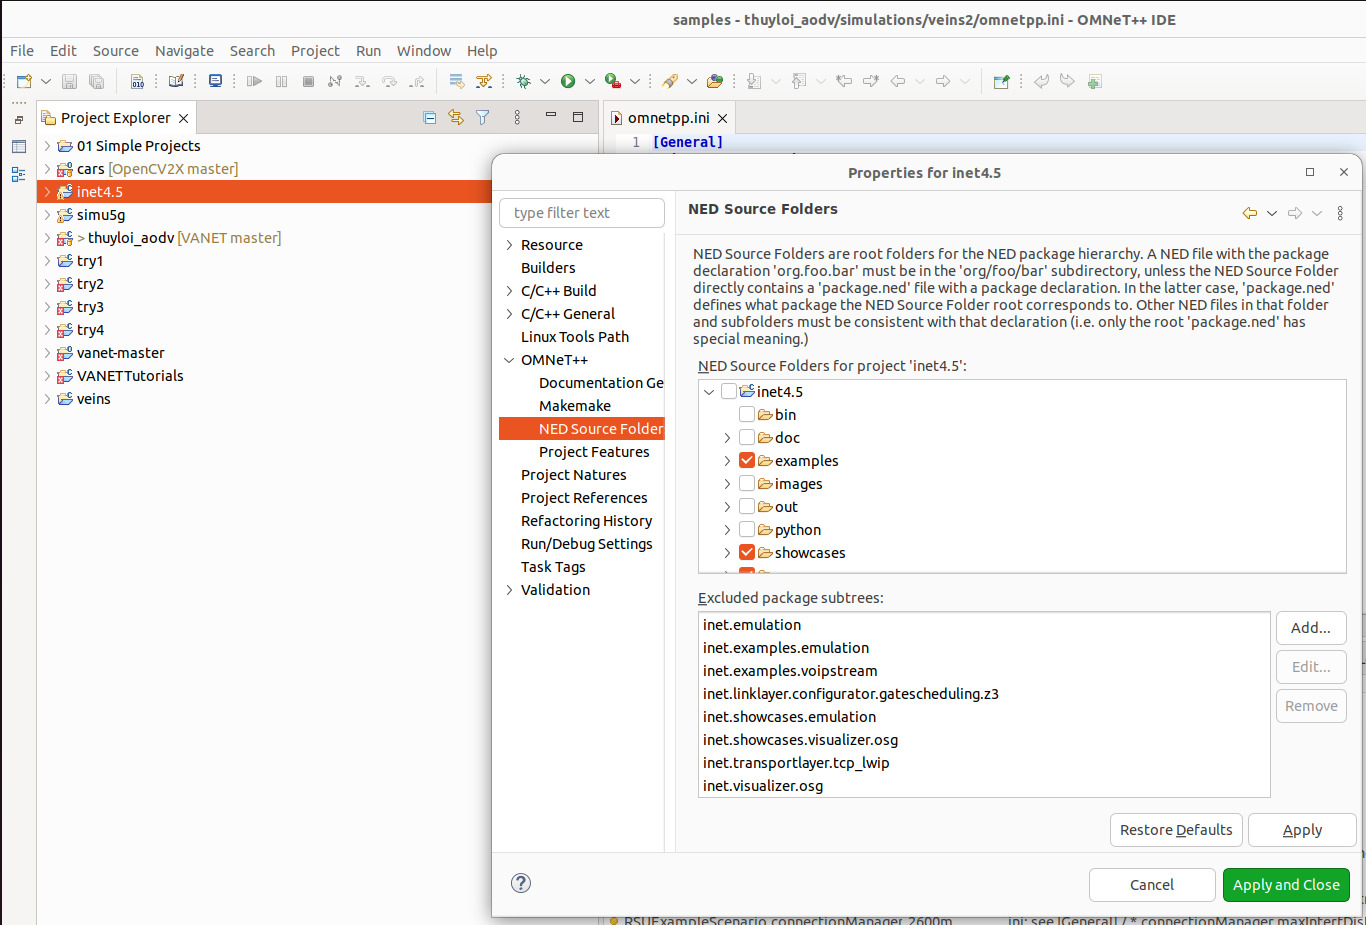 samples - thuyloi_aodv/simulations/veins2/omnetpp.ini - OMNeT++ IDE
File Edit Source Navigate Search Project Run Window Help
010
Project Explorer
01 Simple Projects
cars [OpenCV2X master]
inet4.5
simu5g
> thuyloi_aodv [VANET master]
try1
try2
try3
try4
vanet-master
VANETTutorials
veins
omnetpp.ini
1 [General]
Properties for inet4.5
type filter text
Resource
Builders
C/C++ Build
C/C++ General
Linux Tools Path
OMNeT++
Documentation Ge
Makemake
NED Source Folder
Project Features
Project Natures
Project References
Refactoring History
Run/Debug Settings
Task Tags
Validation
NED Source Folders
NED Source Folders are root folders for the NED package hierarchy. A NED file with the package
declaration 'org.foo.bar' must be in the 'org/foo/bar' subdirectory, unless the NED Source Folder
directly contains a 'package.ned' file with a package declaration. In the latter case, 'package.ned'
defines what package the NED Source Folder root corresponds to. Other NED files in that folder
and subfolders must be consistent with that declaration (i.e. only the root 'package.ned' has
special meaning.)
NED Source Folders for project 'inet4.5':
inet4.5
bin
doc
examples
images
out
python
showcases
Excluded package subtrees:
inet.emulation
inet.examples.emulation
inet.examples.voipstream
inet.linklayer.configurator.gatescheduling.z3
inet.showcases.emulation
inet.showcases.visualizer.osg
inet.transportlayer.tcp_lwip
inet.visualizer.osg
Add...
Edit...
Remove
Restore Defaults
Apply
Cancel
Apply and Close
RSUExampleScenario.connectionManager 2600m ini: see [General] / *.connectionManager.maxInterfDis